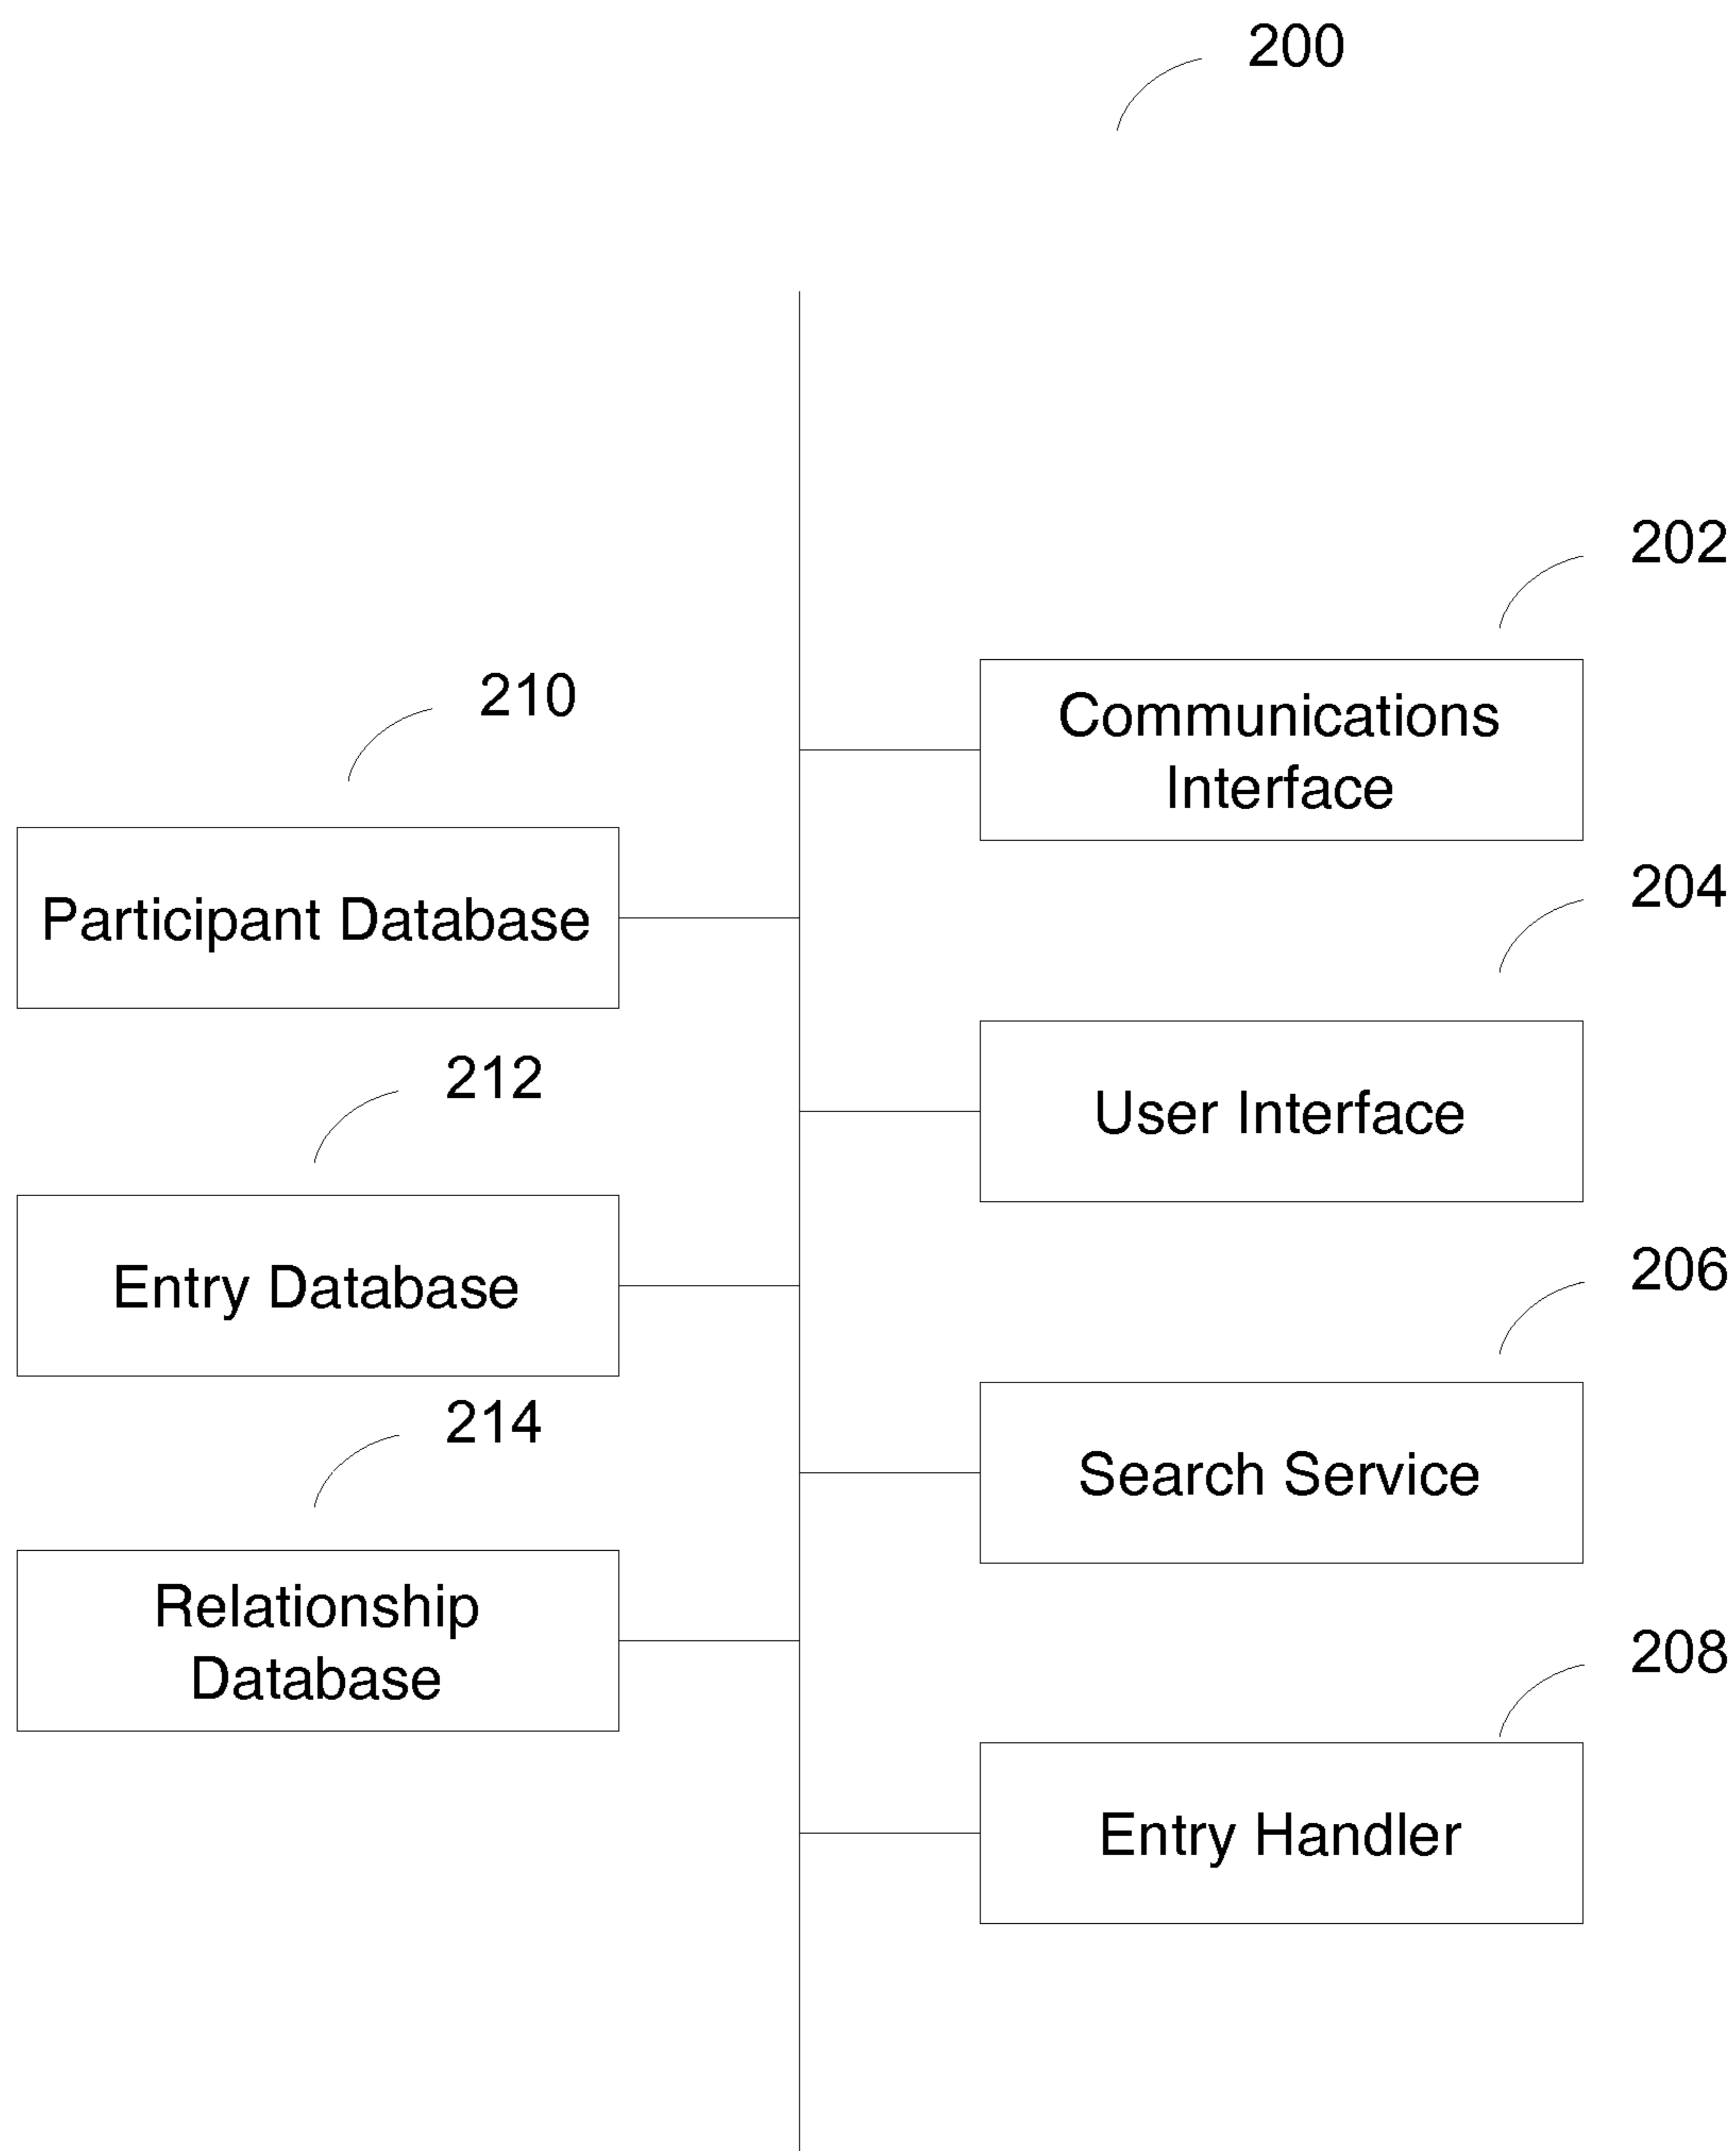 200
202
Communications
Interface
210
Participant Database
204
User Interface
212
Entry Database
206
Search Service
214
Relationship
Database
208
Entry Handler